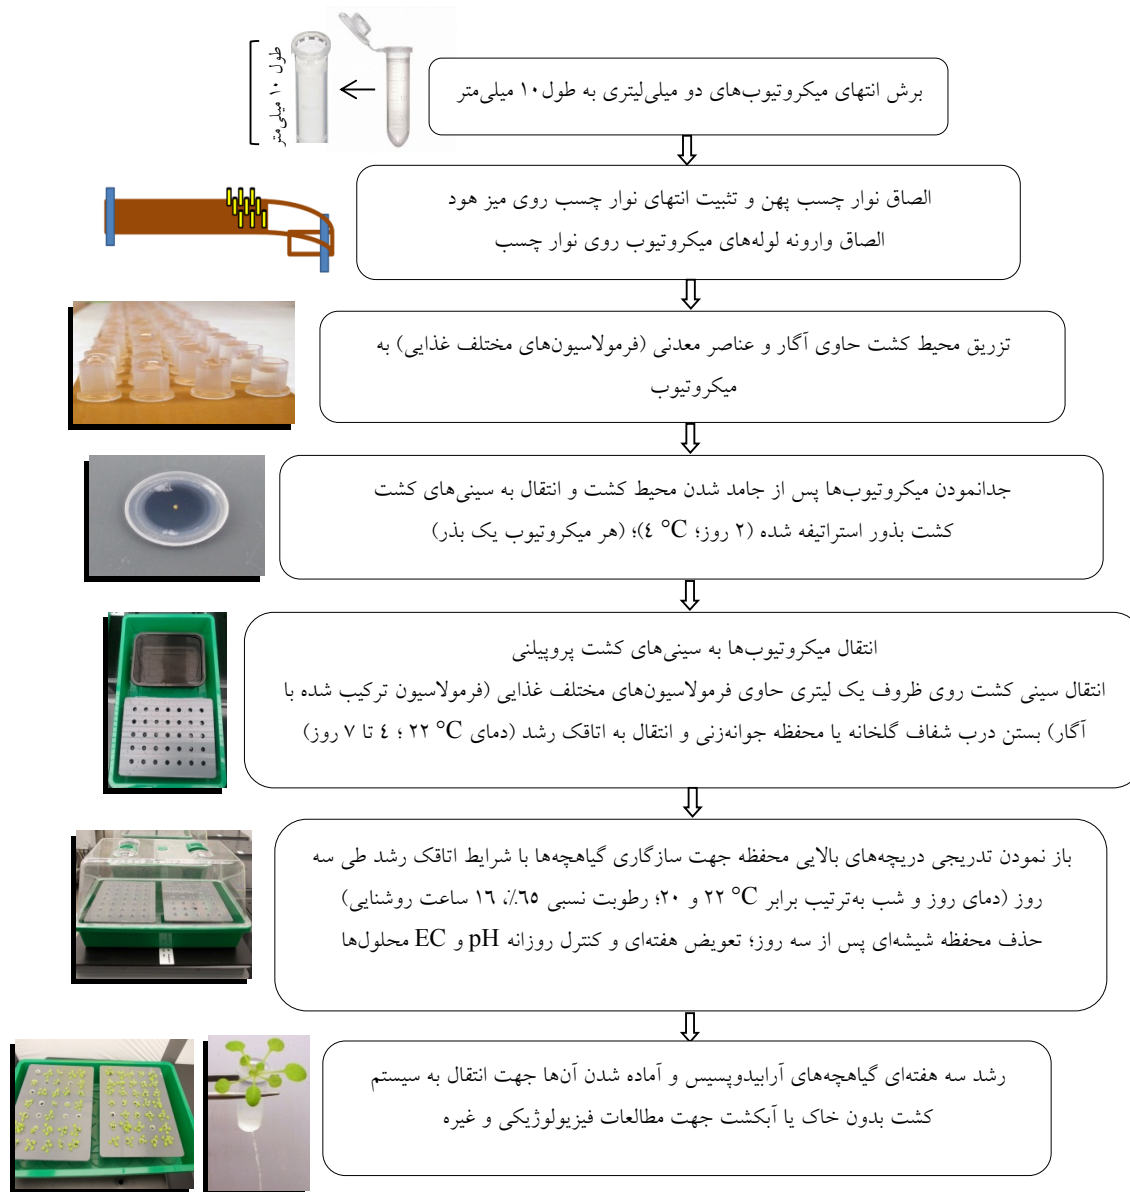 طول ۱۰ میلی‌متر
برش انتهای میکروتیوب‌های دو میلی‌لیتری به طول۱۰ میلی‌متر
الصاق نوار چسب پهن و تثبیت انتهای نوار چسب روی میز هود
الصاق وارونه لوله‌های میکروتیوب روی نوار چسب
تزریق محیط کشت حاوی آگار و عناصر معدنی (فرمولاسیون‌های مختلف غذایی) به
میکروتیوب
جدانمودن میکروتیوب‌ها پس از جامد شدن محیط کشت و انتقال به سینی‌های کشت
کشت بذور استراتیفه شده (۲ روز؛ ٤ °C)؛ (هر میکروتیوب یک بذر)
انتقال میکروتیوب‌ها به سینی‌های کشت پروپیلنی
انتقال سینی کشت روی ظروف یک لیتری حاوی فرمولاسیون‌های مختلف غذایی (فرمولاسیون ترکیب شده با
آگار) بستن درب شفاف گلخانه یا محفظه جوانه‌زنی و انتقال به اتاقک رشد (دمای ۲۲ °C ؛ ٤ تا ۷ روز)
باز نمودن تدریجی دریچه‌های بالایی محفظه جهت سازگاری گیاهچه‌ها با شرایط اتاقک رشد طی سه
روز (دمای روز و شب به‌ترتیب برابر ۲۲ °C و ۲۰؛ رطوبت نسبی ٦٥٪، ۱٦ ساعت روشنایی)
حذف محفظه شیشه‌ای پس از سه روز؛ تعویض هفته‌ای و کنترل روزانه pH و EC محلول‌ها
رشد سه هفته‌ای گیاهچه‌های آرابیدوپسیس و آماده شدن آن‌ها جهت انتقال به سیستم
کشت بدون خاک یا آبکشت جهت مطالعات فیزیولوژیکی و غیره